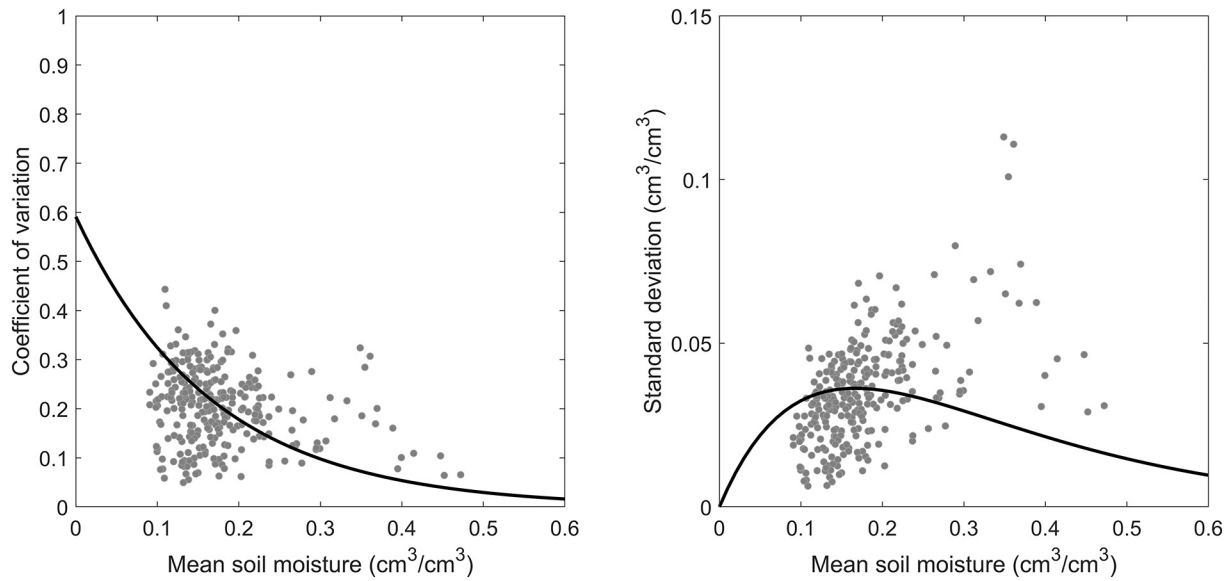 Coefficient of variation
1
0.9
0.8
0.7
0.6
0.5
0.4
0.3
0.2
0.1
0
0 0.1 0.2 0.3 0.4 0.5 0.6
Mean soil moisture (cm³/cm³)
Standard deviation (cm³/cm³)
0.15
0.1
0.05
0
0 0.1 0.2 0.3 0.4 0.5 0.6
Mean soil moisture (cm³/cm³)